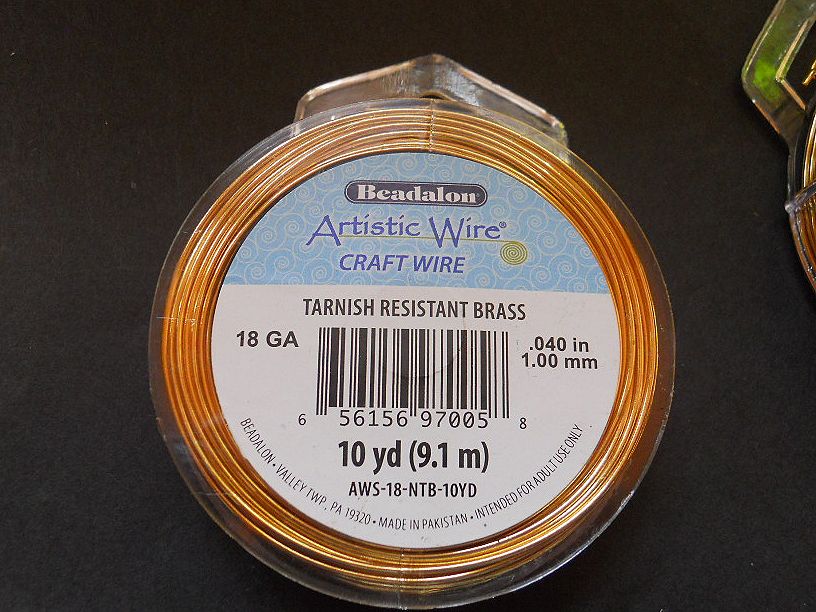 Beadalon
Artistic Wire®
CRAFT WIRE
TARNISH RESISTANT BRASS
18 GA
.040 in
1.00 mm
6 56156 97005 8
10 yd (9.1 m)
AWS-18-NTB-10YD
BEADALON • VALLEY TWP., PA 19320 • MADE IN PAKISTAN • INTENDED FOR ADULT USE ONLY